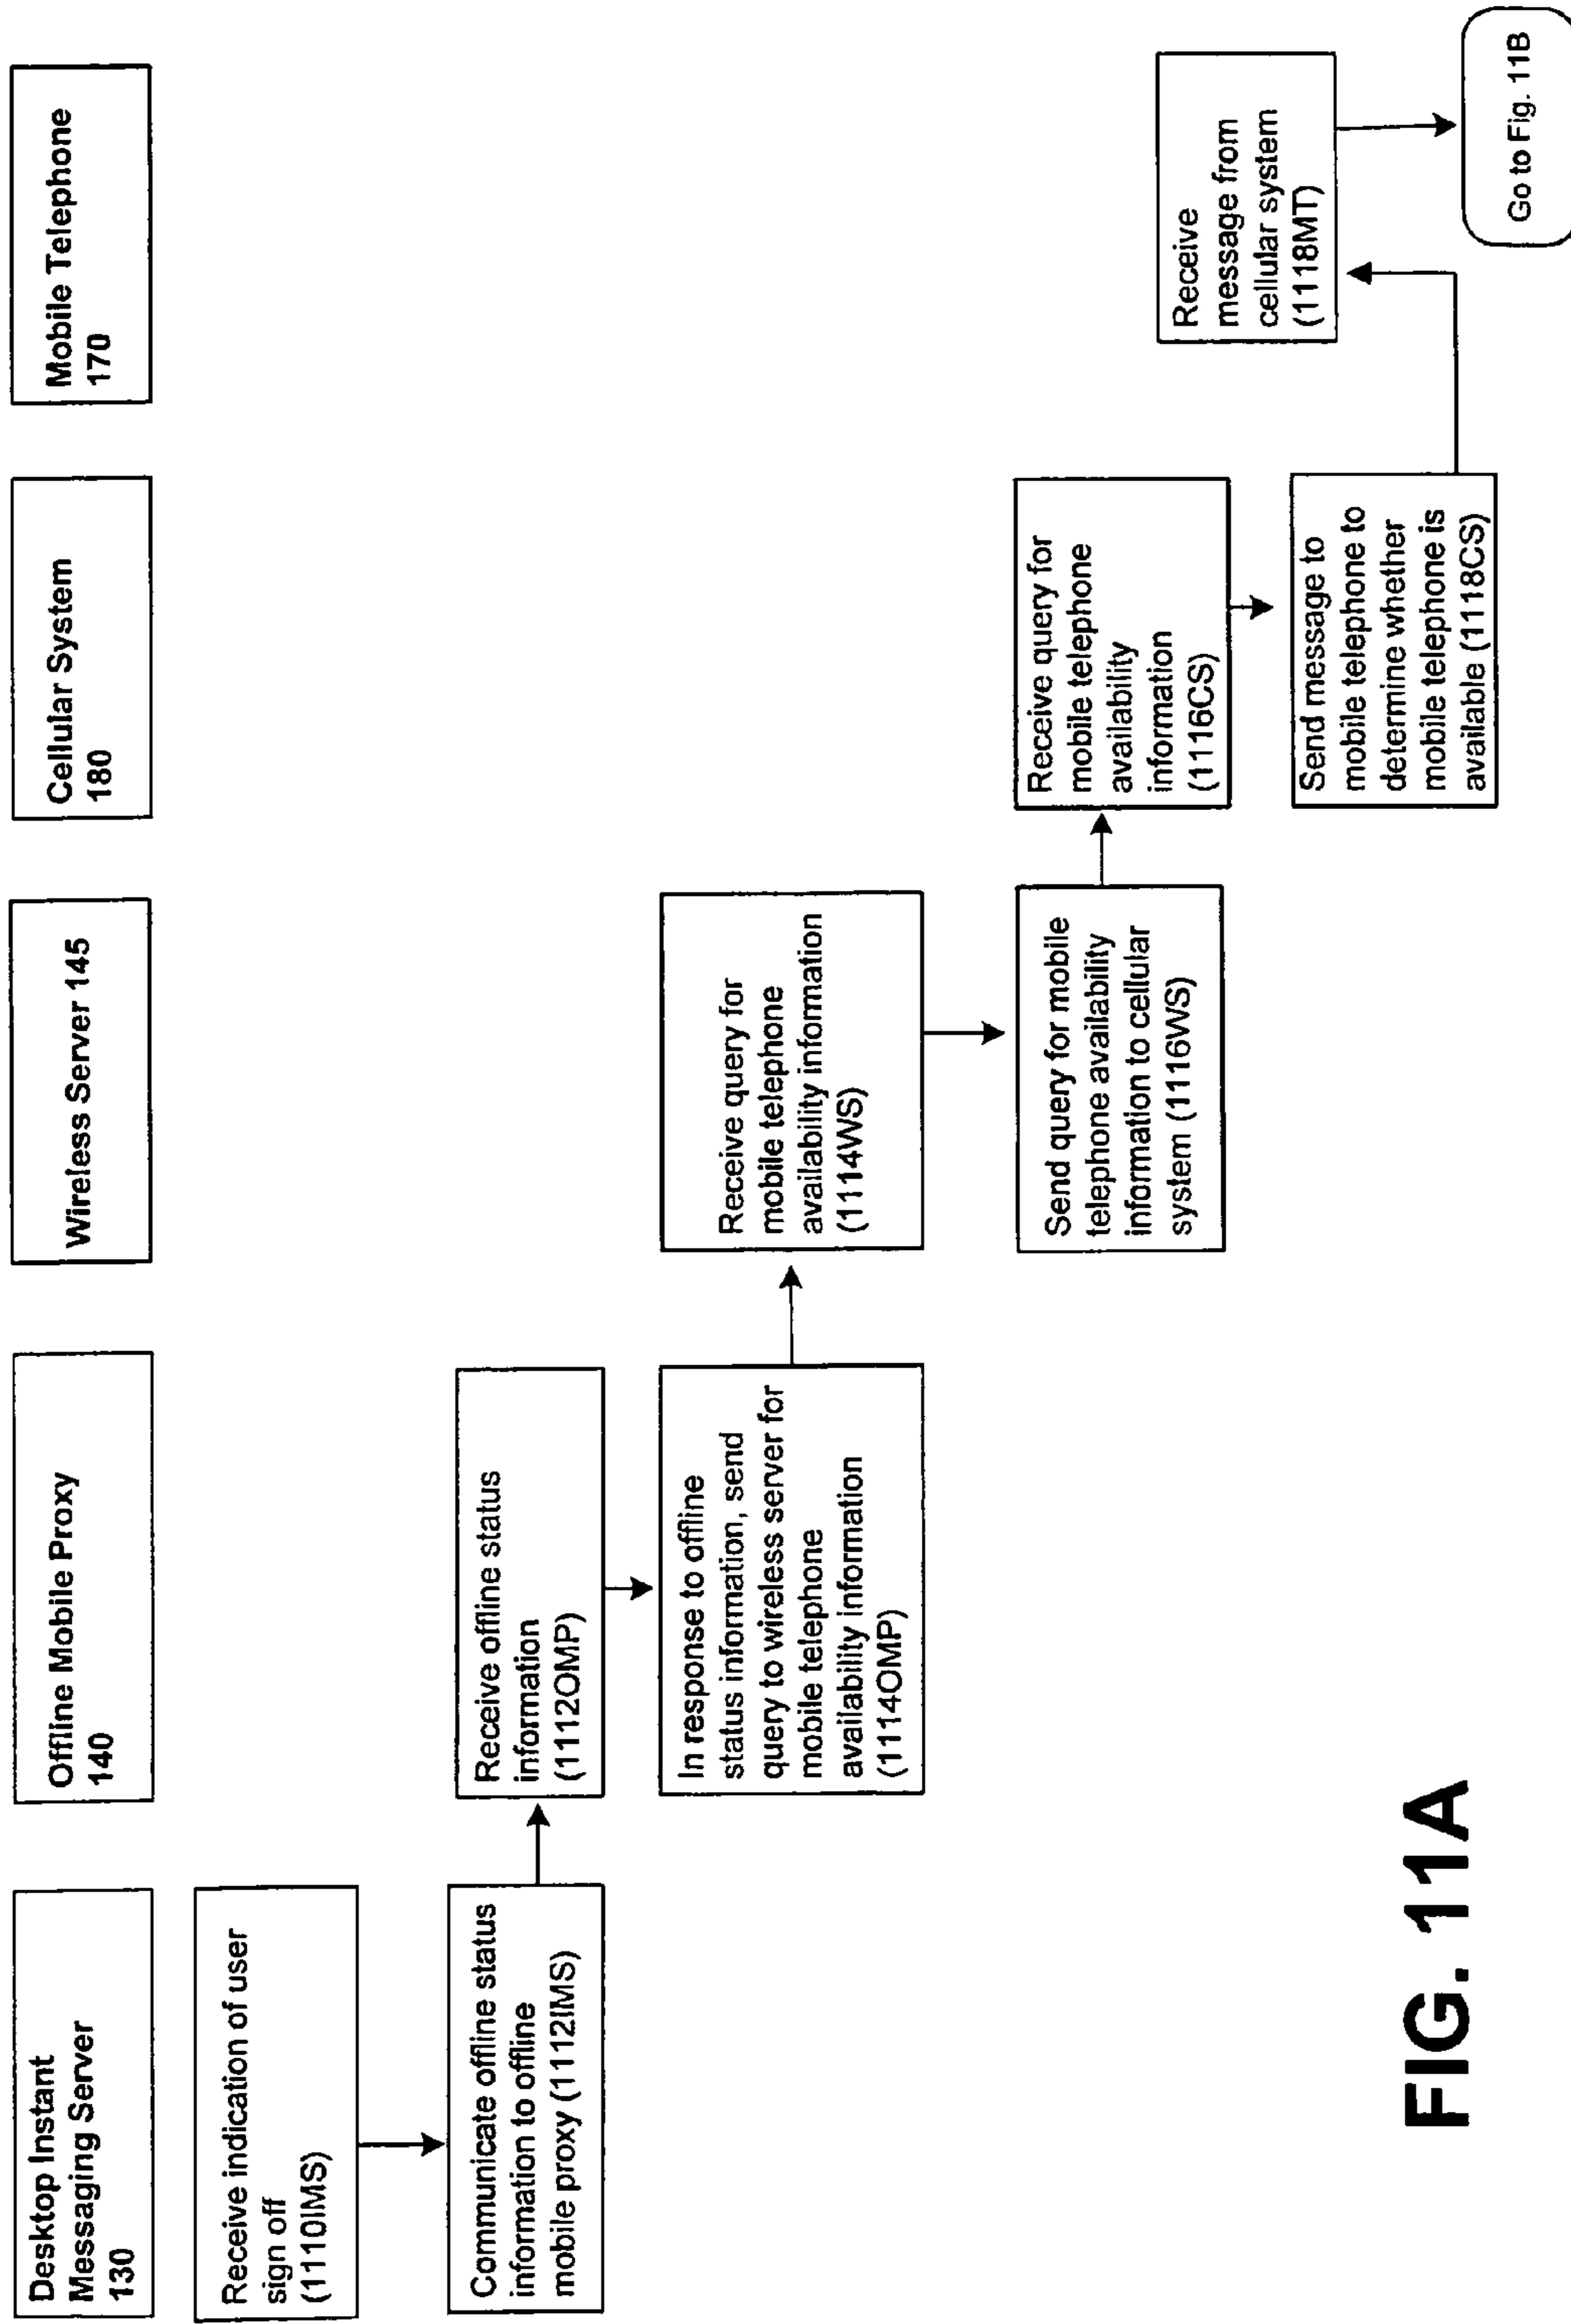 Desktop Instant
Messaging Server
130
Offline Mobile Proxy
140
Wireless Server 145
Cellular System
180
Mobile Telephone
170
Receive indication of user
sign off
(1110IMS)
Communicate offline status
information to offline
mobile proxy (1112IMS)
Receive offline status
information
(1112OMP)
In response to offline
status information, send
query to wireless server for
mobile telephone
availability information
(1114OMP)
Receive query for
mobile telephone
availability information
(1114WS)
Send query for mobile
telephone availability
information to cellular
system (1116WS)
Receive query for
mobile telephone
availability
information
(1116CS)
Send message to
mobile telephone to
determine whether
mobile telephone is
available (1118CS)
Receive
message from
cellular system
(1118MT)
Go to Fig. 11B
FIG. 11A